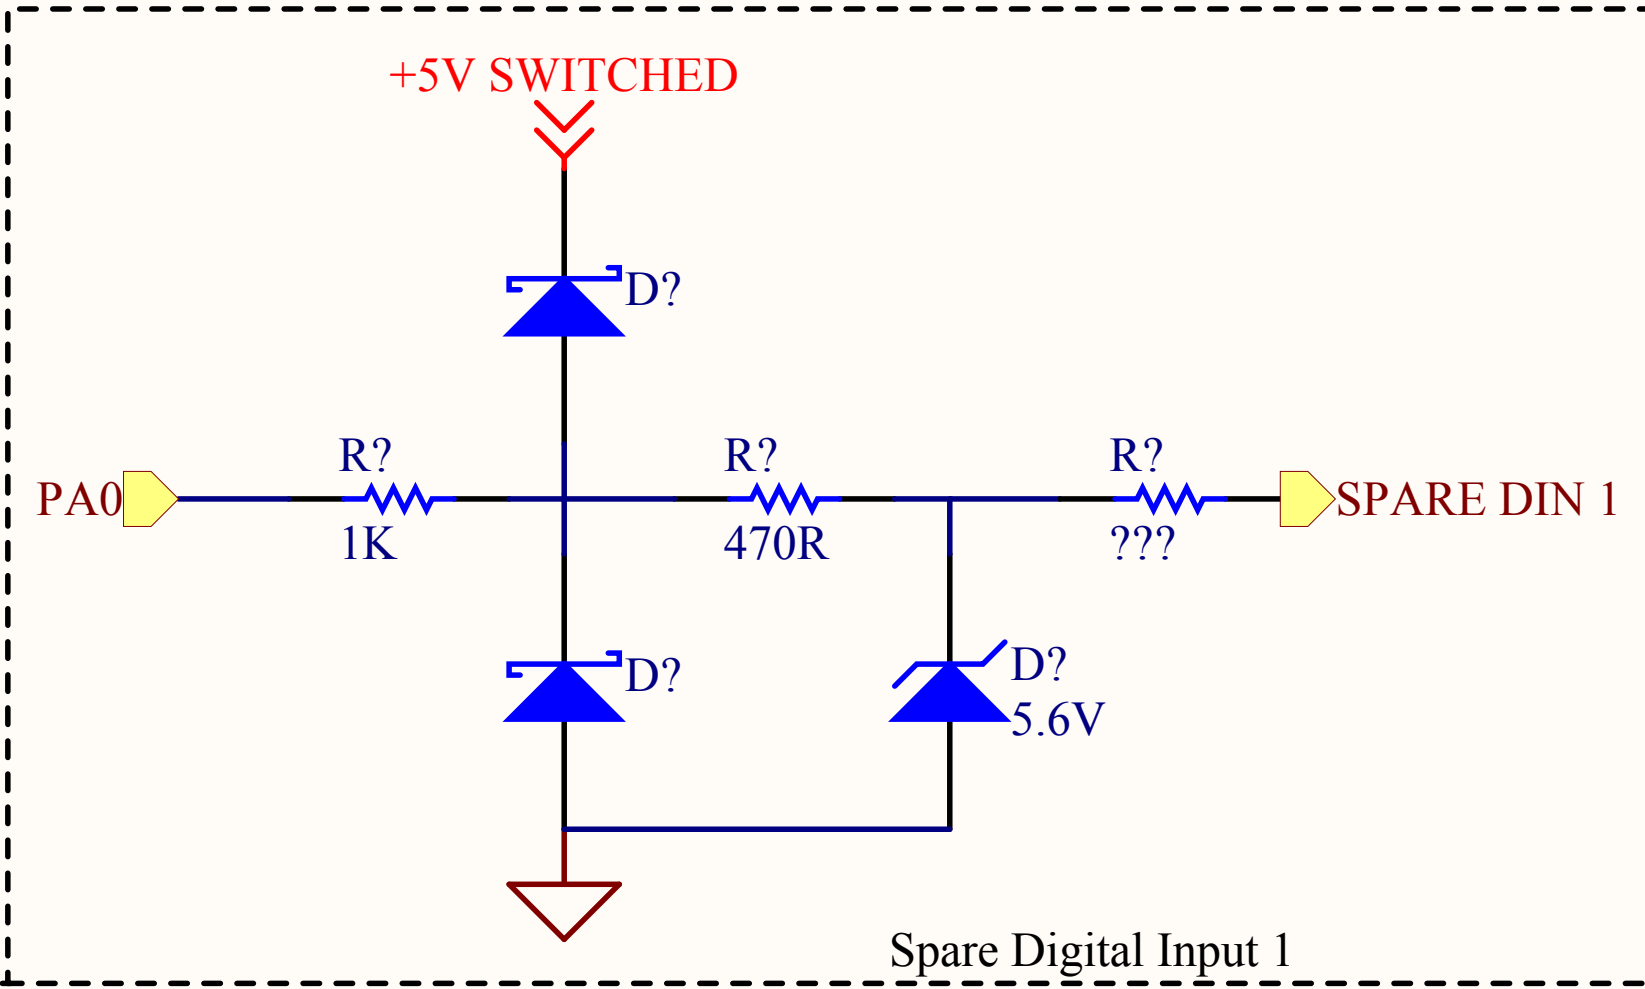 +5V SWITCHED
D?
R?
R?
R?
PA0
SPARE DIN 1
1K
470R
???
D?
D?
5.6V
Spare Digital Input 1